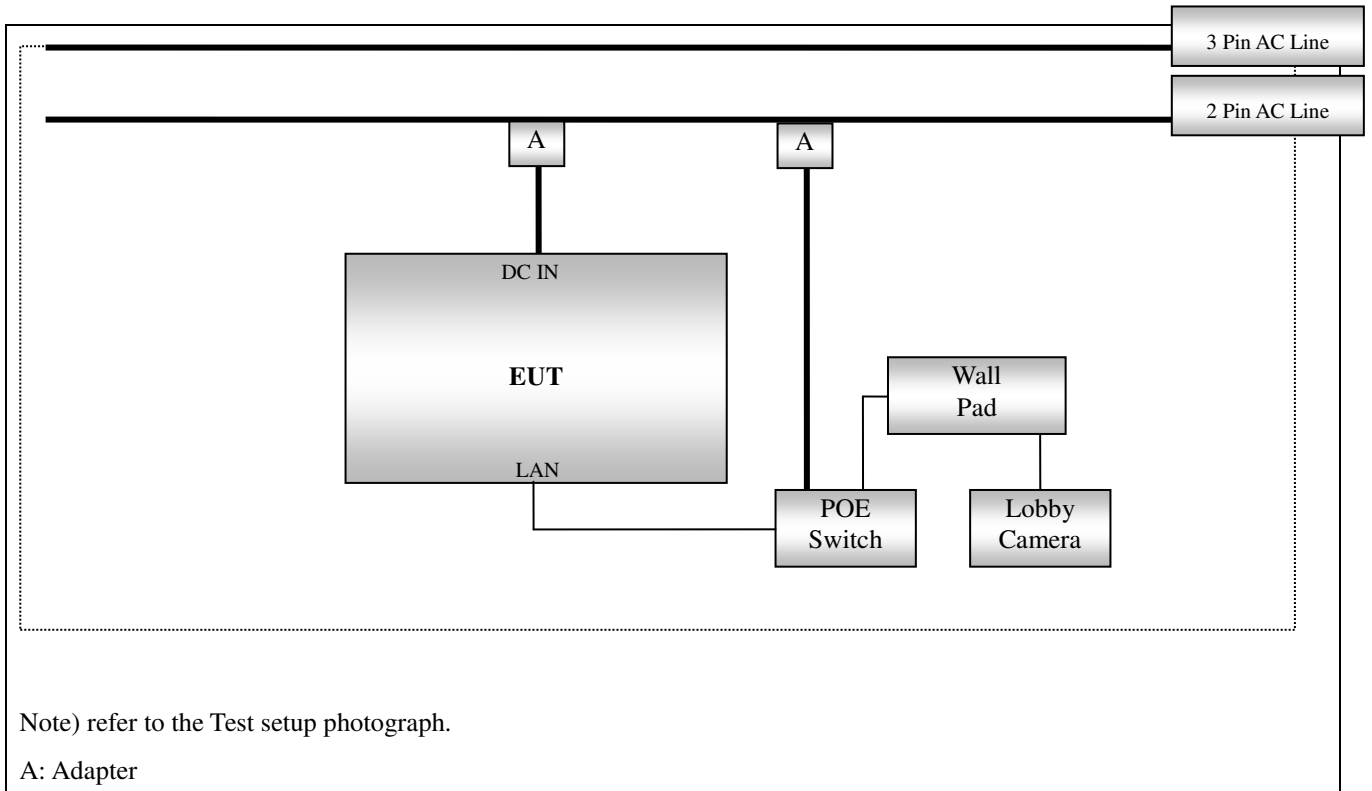 3 Pin AC Line
2 Pin AC Line
A
A
DC IN
EUT
LAN
Wall
Pad
POE
Switch
Lobby
Camera
Note) refer to the Test setup photograph.
A: Adapter